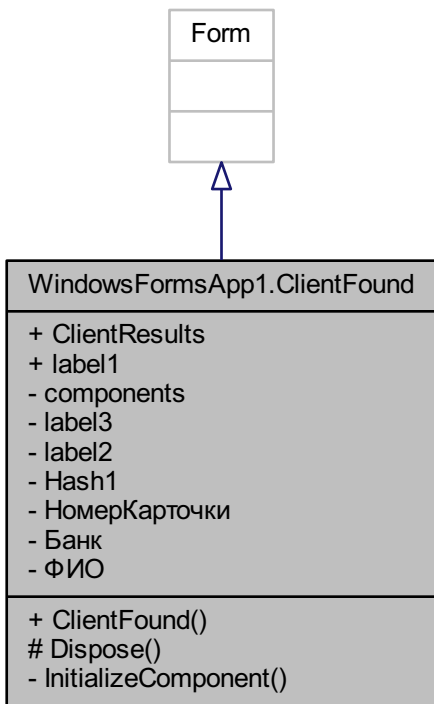 Form
WindowsFormsApp1.ClientFound
+ ClientResults
+ label1
- components
- label3
- label2
- Hash1
- НомерКарточки
- Банк
- ФИО
+ ClientFound()
# Dispose()
- InitializeComponent()